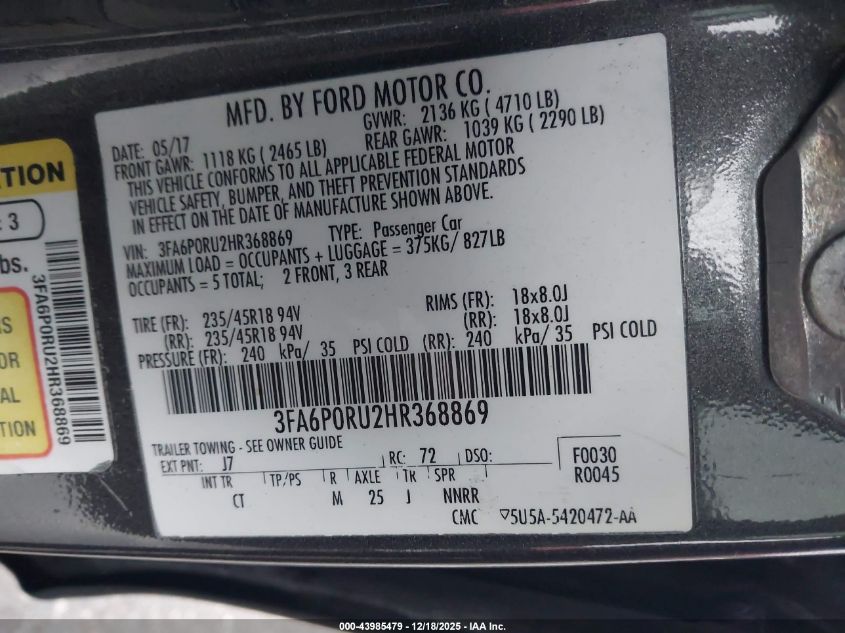 MFD. BY FORD MOTOR CO.
DATE: 05/17
GVWR: 2136 KG ( 4710 LB)
FRONT GAWR: 1118 KG ( 2465 LB)
REAR GAWR: 1039 KG ( 2290 LB)
THIS VEHICLE CONFORMS TO ALL APPLICABLE FEDERAL MOTOR
VEHICLE SAFETY, BUMPER, AND THEFT PREVENTION STANDARDS
IN EFFECT ON THE DATE OF MANUFACTURE SHOWN ABOVE.
VIN: 3FA6P0RU2HR368869 TYPE: Passenger Car
MAXIMUM LOAD = OCCUPANTS + LUGGAGE = 375KG/ 827LB
OCCUPANTS = 5 TOTAL; 2 FRONT, 3 REAR
TIRE (FR): 235/45R18 94V RIMS (FR): 18x8.0J
(RR): 235/45R18 94V (RR): 18x8.0J
PRESSURE (FR): 240 kPa/ 35 PSI COLD (RR): 240 kPa/ 35 PSI COLD
3FA6P0RU2HR368869
TRAILER TOWING - SEE OWNER GUIDE
EXT PNT: J7 RC: 72 DSO: F0030
R0045
INT TR TP/PS R AXLE TR SPR
CT M 25 J NNRR
CMC ▽5U5A-5420472-AA
TION
: 3
bs.
3FA6P0RU2HR368869
S
OR
AL
G
000-43985479 – 12/18/2025 – IAA Inc.